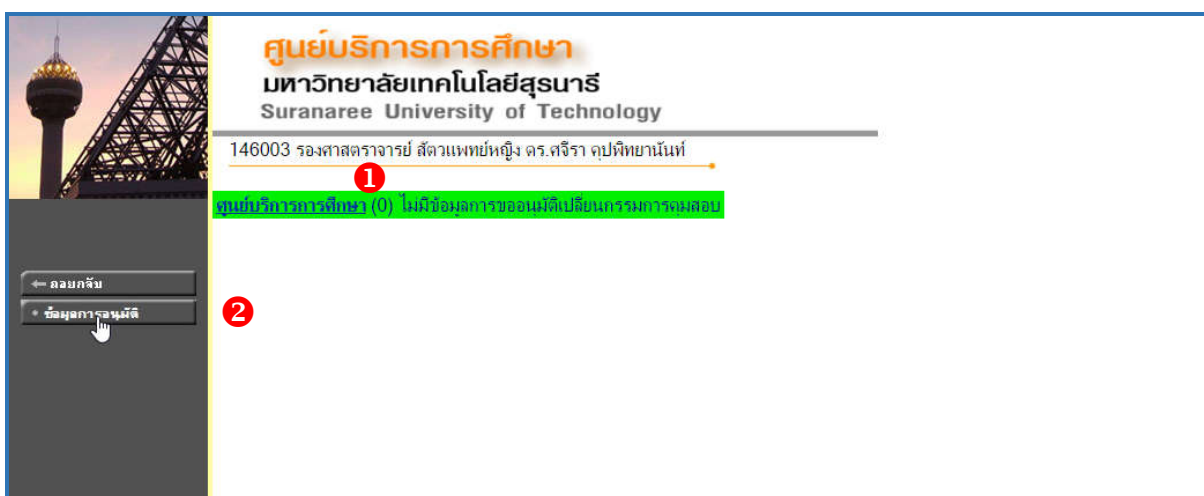 ศูนย์บริการการศึกษา
มหาวิทยาลัยเทคโนโลยีสุรนารี
Suranaree University of Technology
146003 รองศาสตราจารย์ สัตวแพทย์หญิง ดร.ศจีรา คุปพิทยานันท์
1
ศูนย์บริการการศึกษา (0) ไม่มีข้อมูลการขออนุมัติเปลี่ยนกรรมการคุมสอบ
ถอยกลับ
ข้อมูลการอนุมัติ
2